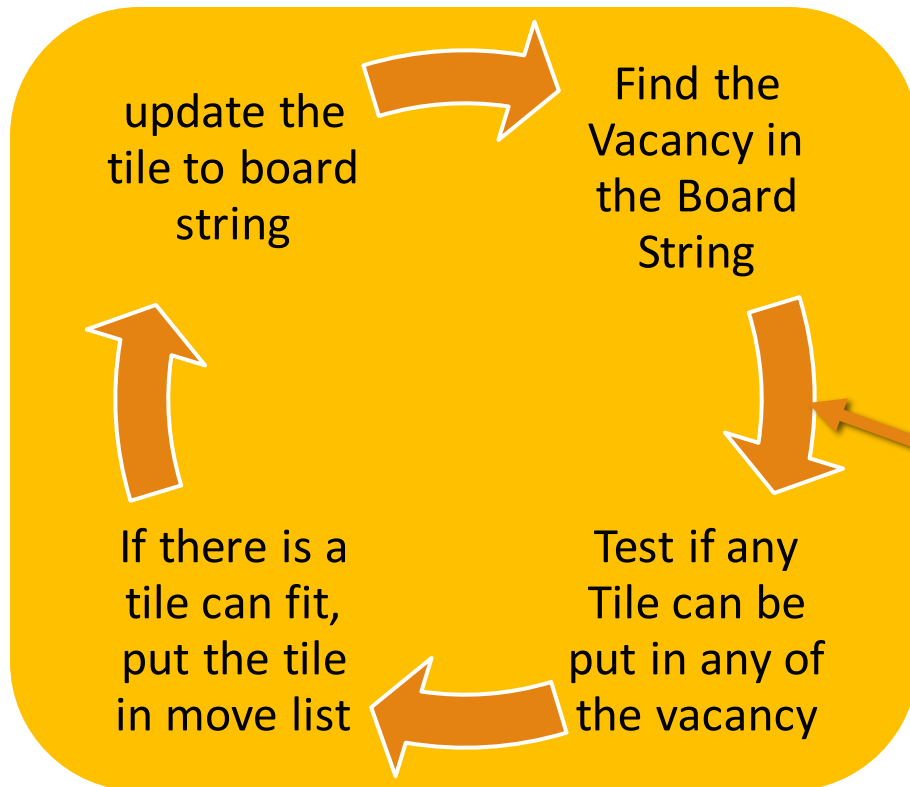 update the
tile to board
string
Find the
Vacancy in
the Board
String
Test if any
Tile can be
put in any of
the vacancy
If there is a
tile can fit,
put the tile
in move list